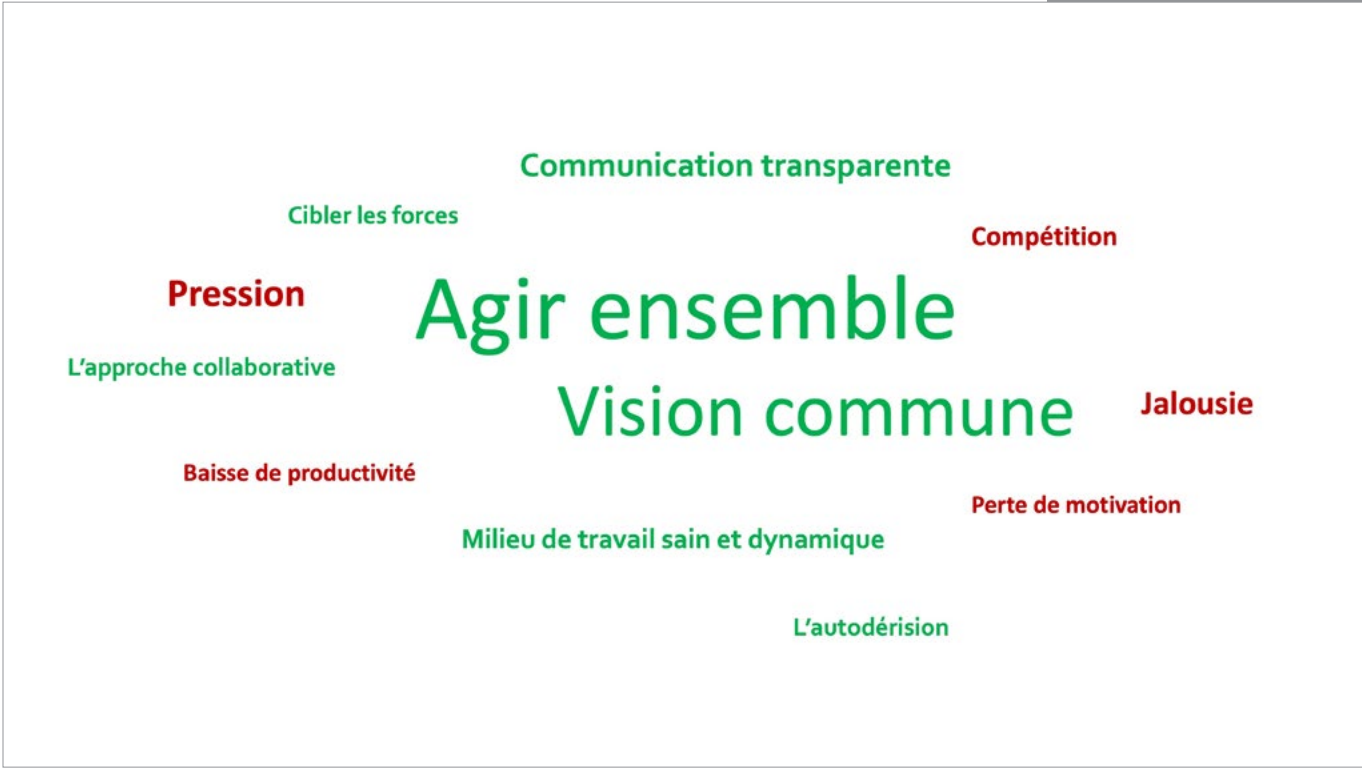 Communication transparente
Cibler les forces
Compétition
Pression
Agir ensemble
L’approche collaborative
Vision commune
Jalousie
Baisse de productivité
Perte de motivation
Milieu de travail sain et dynamique
L’autodérision